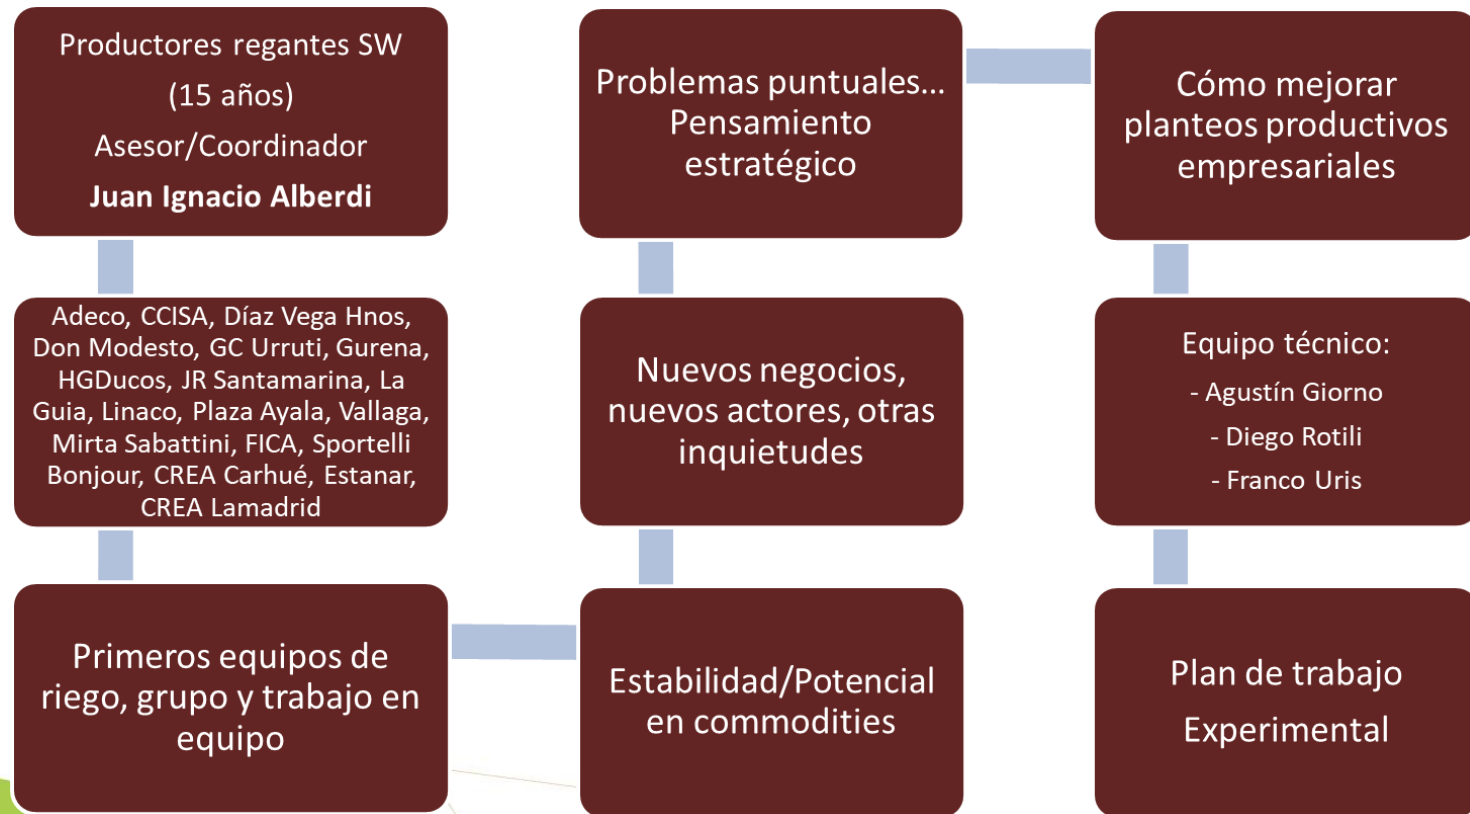 Productores regantes SW
(15 años)
Asesor/Coordinador
Juan Ignacio Alberdi
Adeco, CCISA, Díaz Vega Hnos,
Don Modesto, GC Urruti, Gurena,
HGDucos, JR Santamarina, La
Guia, Linaco, Plaza Ayala, Vallaga,
Mirta Sabattini, FICA, Sportelli
Bonjour, CREA Carhué, Estanar,
CREA Lamadrid
Primeros equipos de
riego, grupo y trabajo en
equipo
Estabilidad/Potencial
en commodities
Nuevos negocios,
nuevos actores, otras
inquietudes
Problemas puntuales...
Pensamiento
estratégico
Cómo mejorar
planteos productivos
empresariales
Equipo técnico:
- Agustín Giorno
- Diego Rotili
- Franco Uris
Plan de trabajo
Experimental